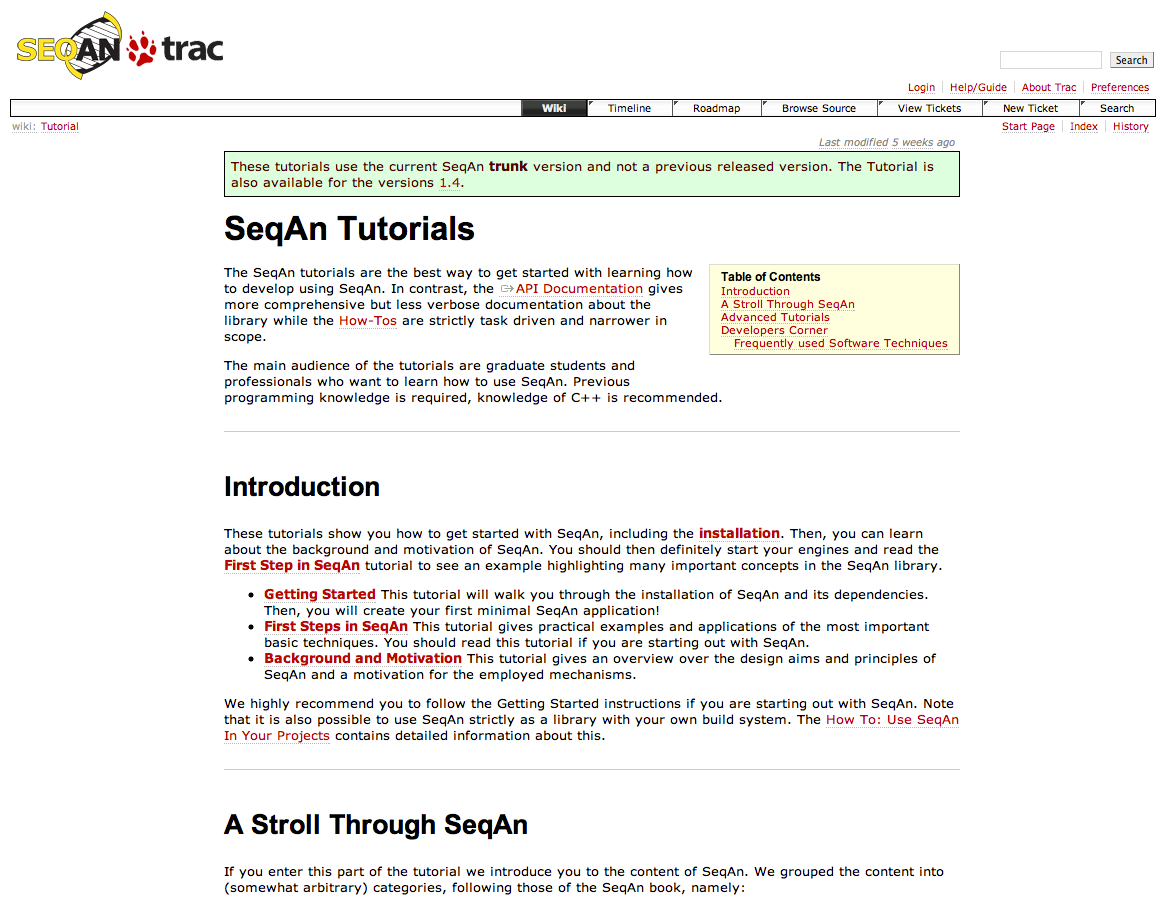 SEQAN trac
Search
Login Help/Guide About Trac Preferences
Wiki Timeline Roadmap Browse Source View Tickets New Ticket Search
wiki: Tutorial
Start Page Index History
Last modified 5 weeks ago
These tutorials use the current SeqAn trunk version and not a previous released version. The Tutorial is
also available for the versions 1.4.
SeqAn Tutorials
The SeqAn tutorials are the best way to get started with learning how
to develop using SeqAn. In contrast, the API Documentation gives
more comprehensive but less verbose documentation about the
library while the How-Tos are strictly task driven and narrower in
scope.
Table of Contents
Introduction
A Stroll Through SeqAn
Advanced Tutorials
Developers Corner
Frequently used Software Techniques
The main audience of the tutorials are graduate students and
professionals who want to learn how to use SeqAn. Previous
programming knowledge is required, knowledge of C++ is recommended.
Introduction
These tutorials show you how to get started with SeqAn, including the installation. Then, you can learn
about the background and motivation of SeqAn. You should then definitely start your engines and read the
First Step in SeqAn tutorial to see an example highlighting many important concepts in the SeqAn library.
• Getting Started This tutorial will walk you through the installation of SeqAn and its dependencies.
Then, you will create your first minimal SeqAn application!
• First Steps in SeqAn This tutorial gives practical examples and applications of the most important
basic techniques. You should read this tutorial if you are starting out with SeqAn.
• Background and Motivation This tutorial gives an overview over the design aims and principles of
SeqAn and a motivation for the employed mechanisms.
We highly recommend you to follow the Getting Started instructions if you are starting out with SeqAn. Note
that it is also possible to use SeqAn strictly as a library with your own build system. The How To: Use SeqAn
In Your Projects contains detailed information about this.
A Stroll Through SeqAn
If you enter this part of the tutorial we introduce you to the content of SeqAn. We grouped the content into
(somewhat arbitrary) categories, following those of the SeqAn book, namely: